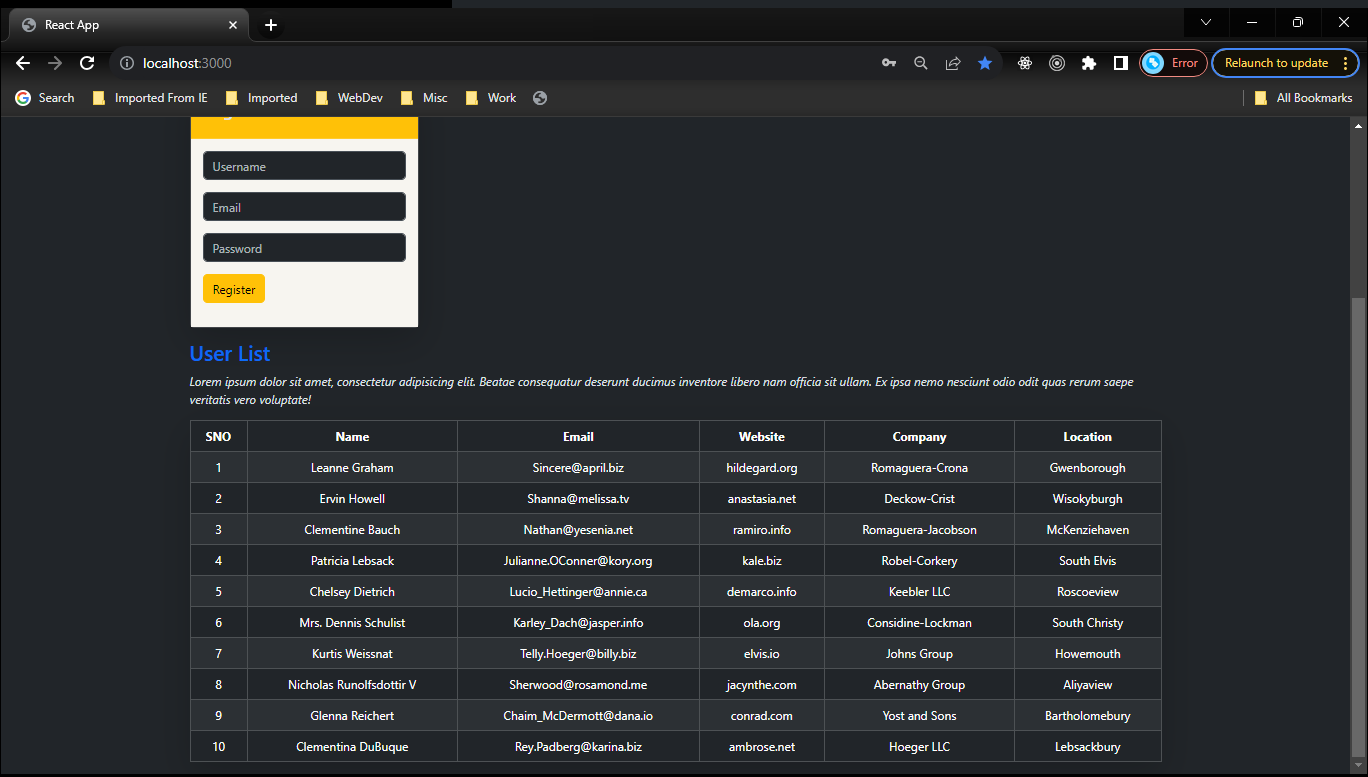 React App
localhost:3000
Error
Relaunch to update
Search Imported From IE Imported WebDev Misc Work All Bookmarks
Username
Email
Password
Register
User List
Lorem ipsum dolor sit amet, consectetur adipisicing elit. Beatae consequatur deserunt ducimus inventore libero nam officia sit ullam. Ex ipsa nemo nesciunt odio odit quas rerum saepe
veritatis vero voluptate!
SNO Name Email Website Company Location
1 Leanne Graham Sincere@april.biz hildegard.org Romaguera-Crona Gwenborough
2 Ervin Howell Shanna@melissa.tv anastasia.net Deckow-Crist Wisokyburgh
3 Clementine Bauch Nathan@yesenia.net ramiro.info Romaguera-Jacobson McKenziehaven
4 Patricia Lebsack Julianne.OConner@kory.org kale.biz Robel-Corkery South Elvis
5 Chelsey Dietrich Lucio_Hettinger@annie.ca demarco.info Keebler LLC Roscoeview
6 Mrs. Dennis Schulist Karley_Dach@jasper.info ola.org Considine-Lockman South Christy
7 Kurtis Weissnat Telly.Hoeger@billy.biz elvis.io Johns Group Howemouth
8 Nicholas Runolfsdottir V Sherwood@rosamond.me jacynthe.com Abernathy Group Aliyaview
9 Glenna Reichert Chaim_McDermott@dana.io conrad.com Yost and Sons Bartholomebury
10 Clementina DuBuque Rey.Padberg@karina.biz ambrose.net Hoeger LLC Lebsackbury